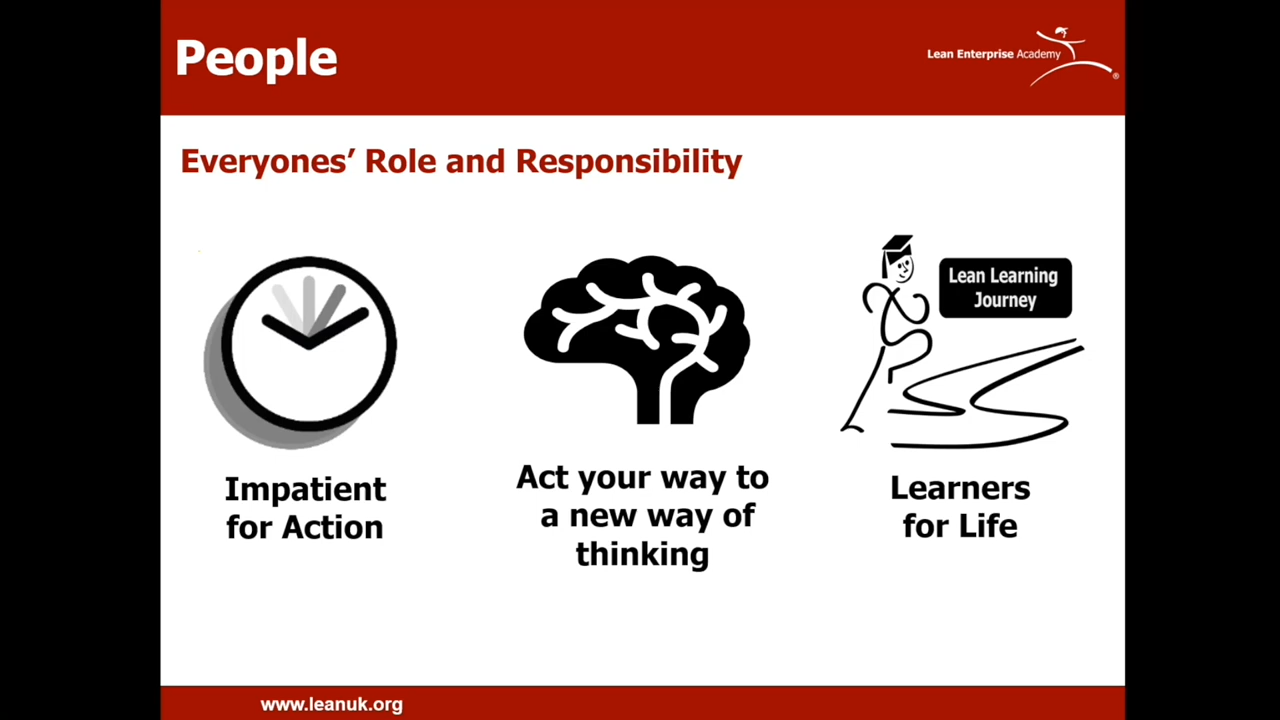 People
Lean Enterprise Academy
®
Everyones’ Role and Responsibility
Lean Learning
Journey
Impatient
for Action
Act your way to
a new way of
thinking
Learners
for Life
www.leanuk.org